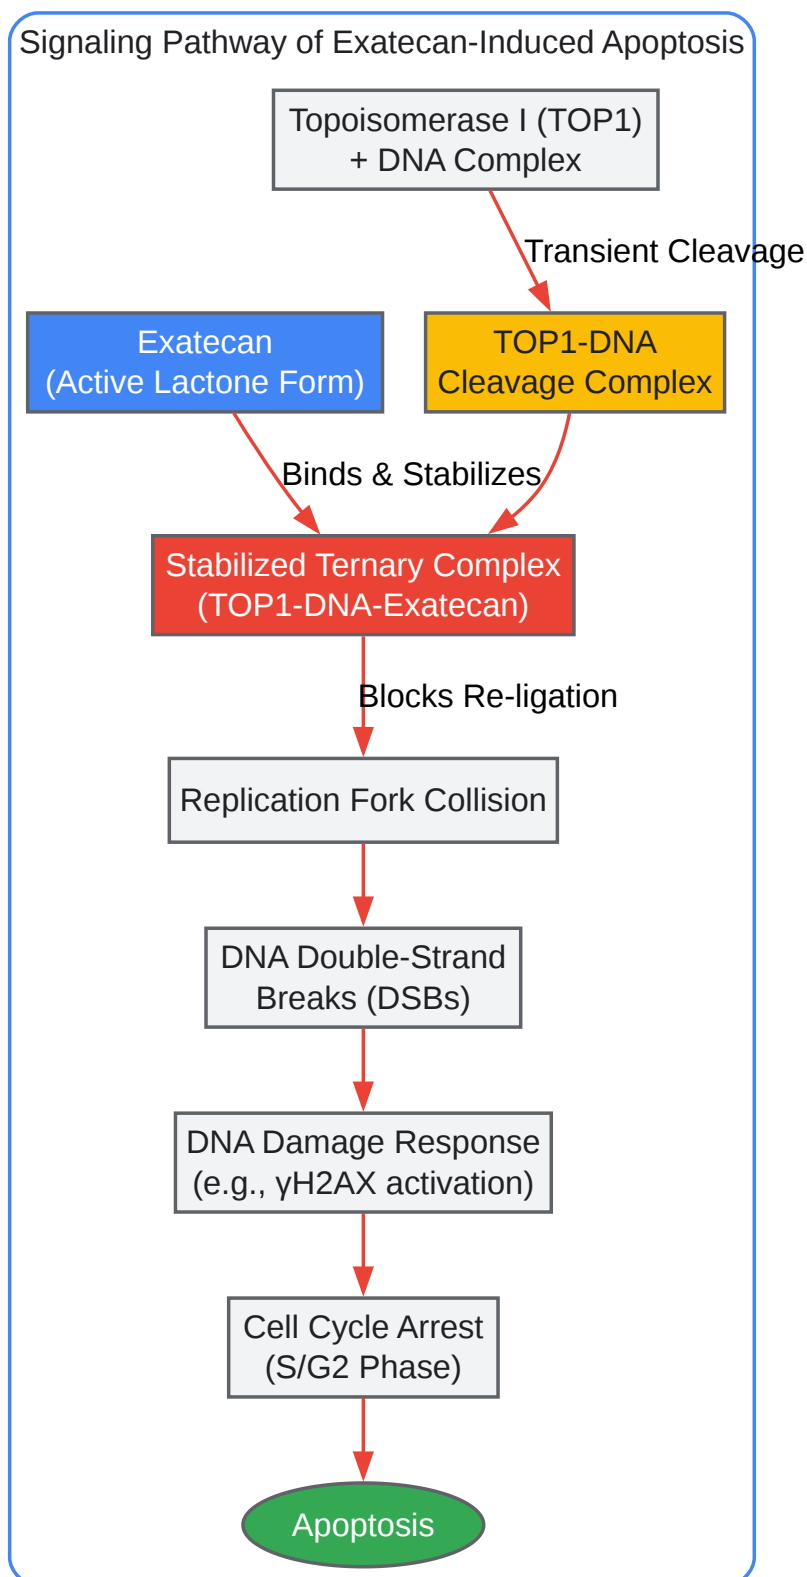 Signaling Pathway of Exatecan-Induced Apoptosis
Topoisomerase I (TOP1)
+ DNA Complex
Transient Cleavage
Exatecan
(Active Lactone Form)
TOP1-DNA
Cleavage Complex
Binds & Stabilizes
Stabilized Ternary Complex
(TOP1-DNA-Exatecan)
Blocks Re-ligation
Replication Fork Collision
DNA Double-Strand
Breaks (DSBs)
DNA Damage Response
(e.g., γH2AX activation)
Cell Cycle Arrest
(S/G2 Phase)
Apoptosis